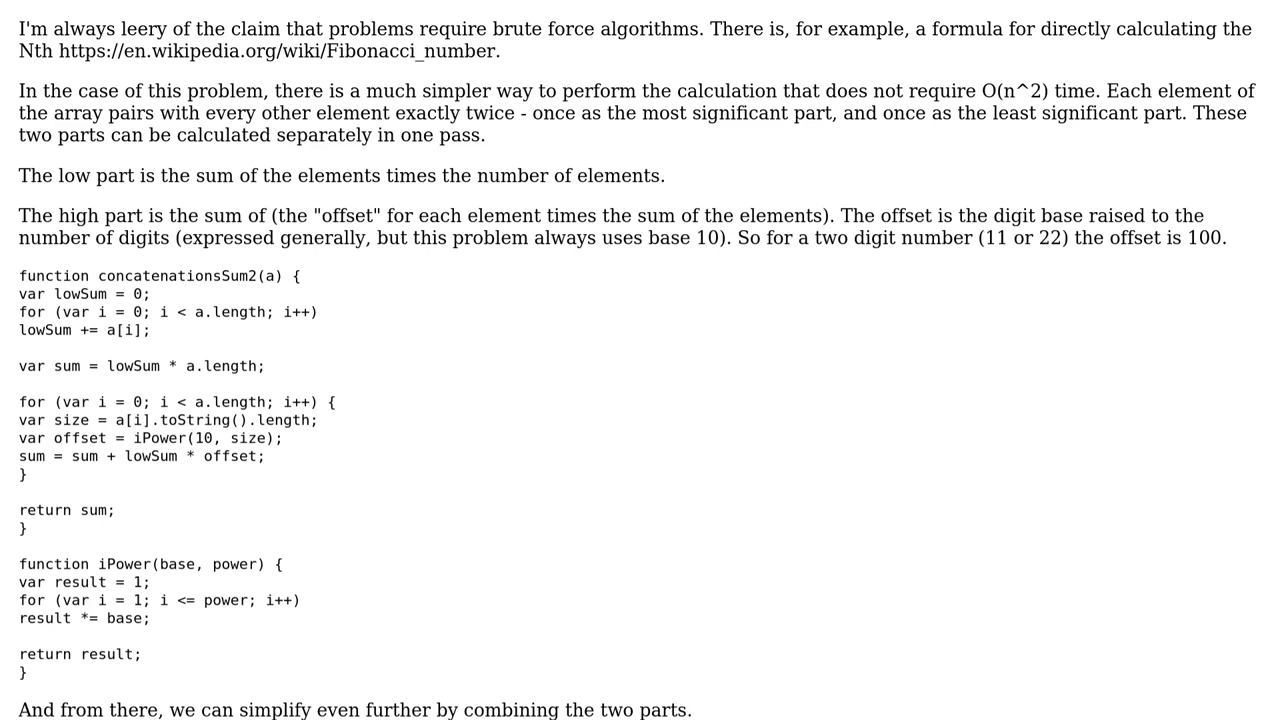 I'm always leery of the claim that problems require brute force algorithms. There is, for example, a formula for directly calculating the
Nth https://en.wikipedia.org/wiki/Fibonacci_number.
In the case of this problem, there is a much simpler way to perform the calculation that does not require O(n^2) time. Each element of
the array pairs with every other element exactly twice - once as the most significant part, and once as the least significant part. These
two parts can be calculated separately in one pass.
The low part is the sum of the elements times the number of elements.
The high part is the sum of (the "offset" for each element times the sum of the elements). The offset is the digit base raised to the
number of digits (expressed generally, but this problem always uses base 10). So for a two digit number (11 or 22) the offset is 100.
function concatenationsSum2(a) {
var lowSum = 0;
for (var i = 0; i < a.length; i++)
lowSum += a[i];
var sum = lowSum * a.length;
for (var i = 0; i < a.length; i++) {
var size = a[i].toString().length;
var offset = iPower(10, size);
sum = sum + lowSum * offset;
}
return sum;
}
function iPower(base, power) {
var result = 1;
for (var i = 1; i <= power; i++)
result *= base;
return result;
}
And from there, we can simplify even further by combining the two parts.